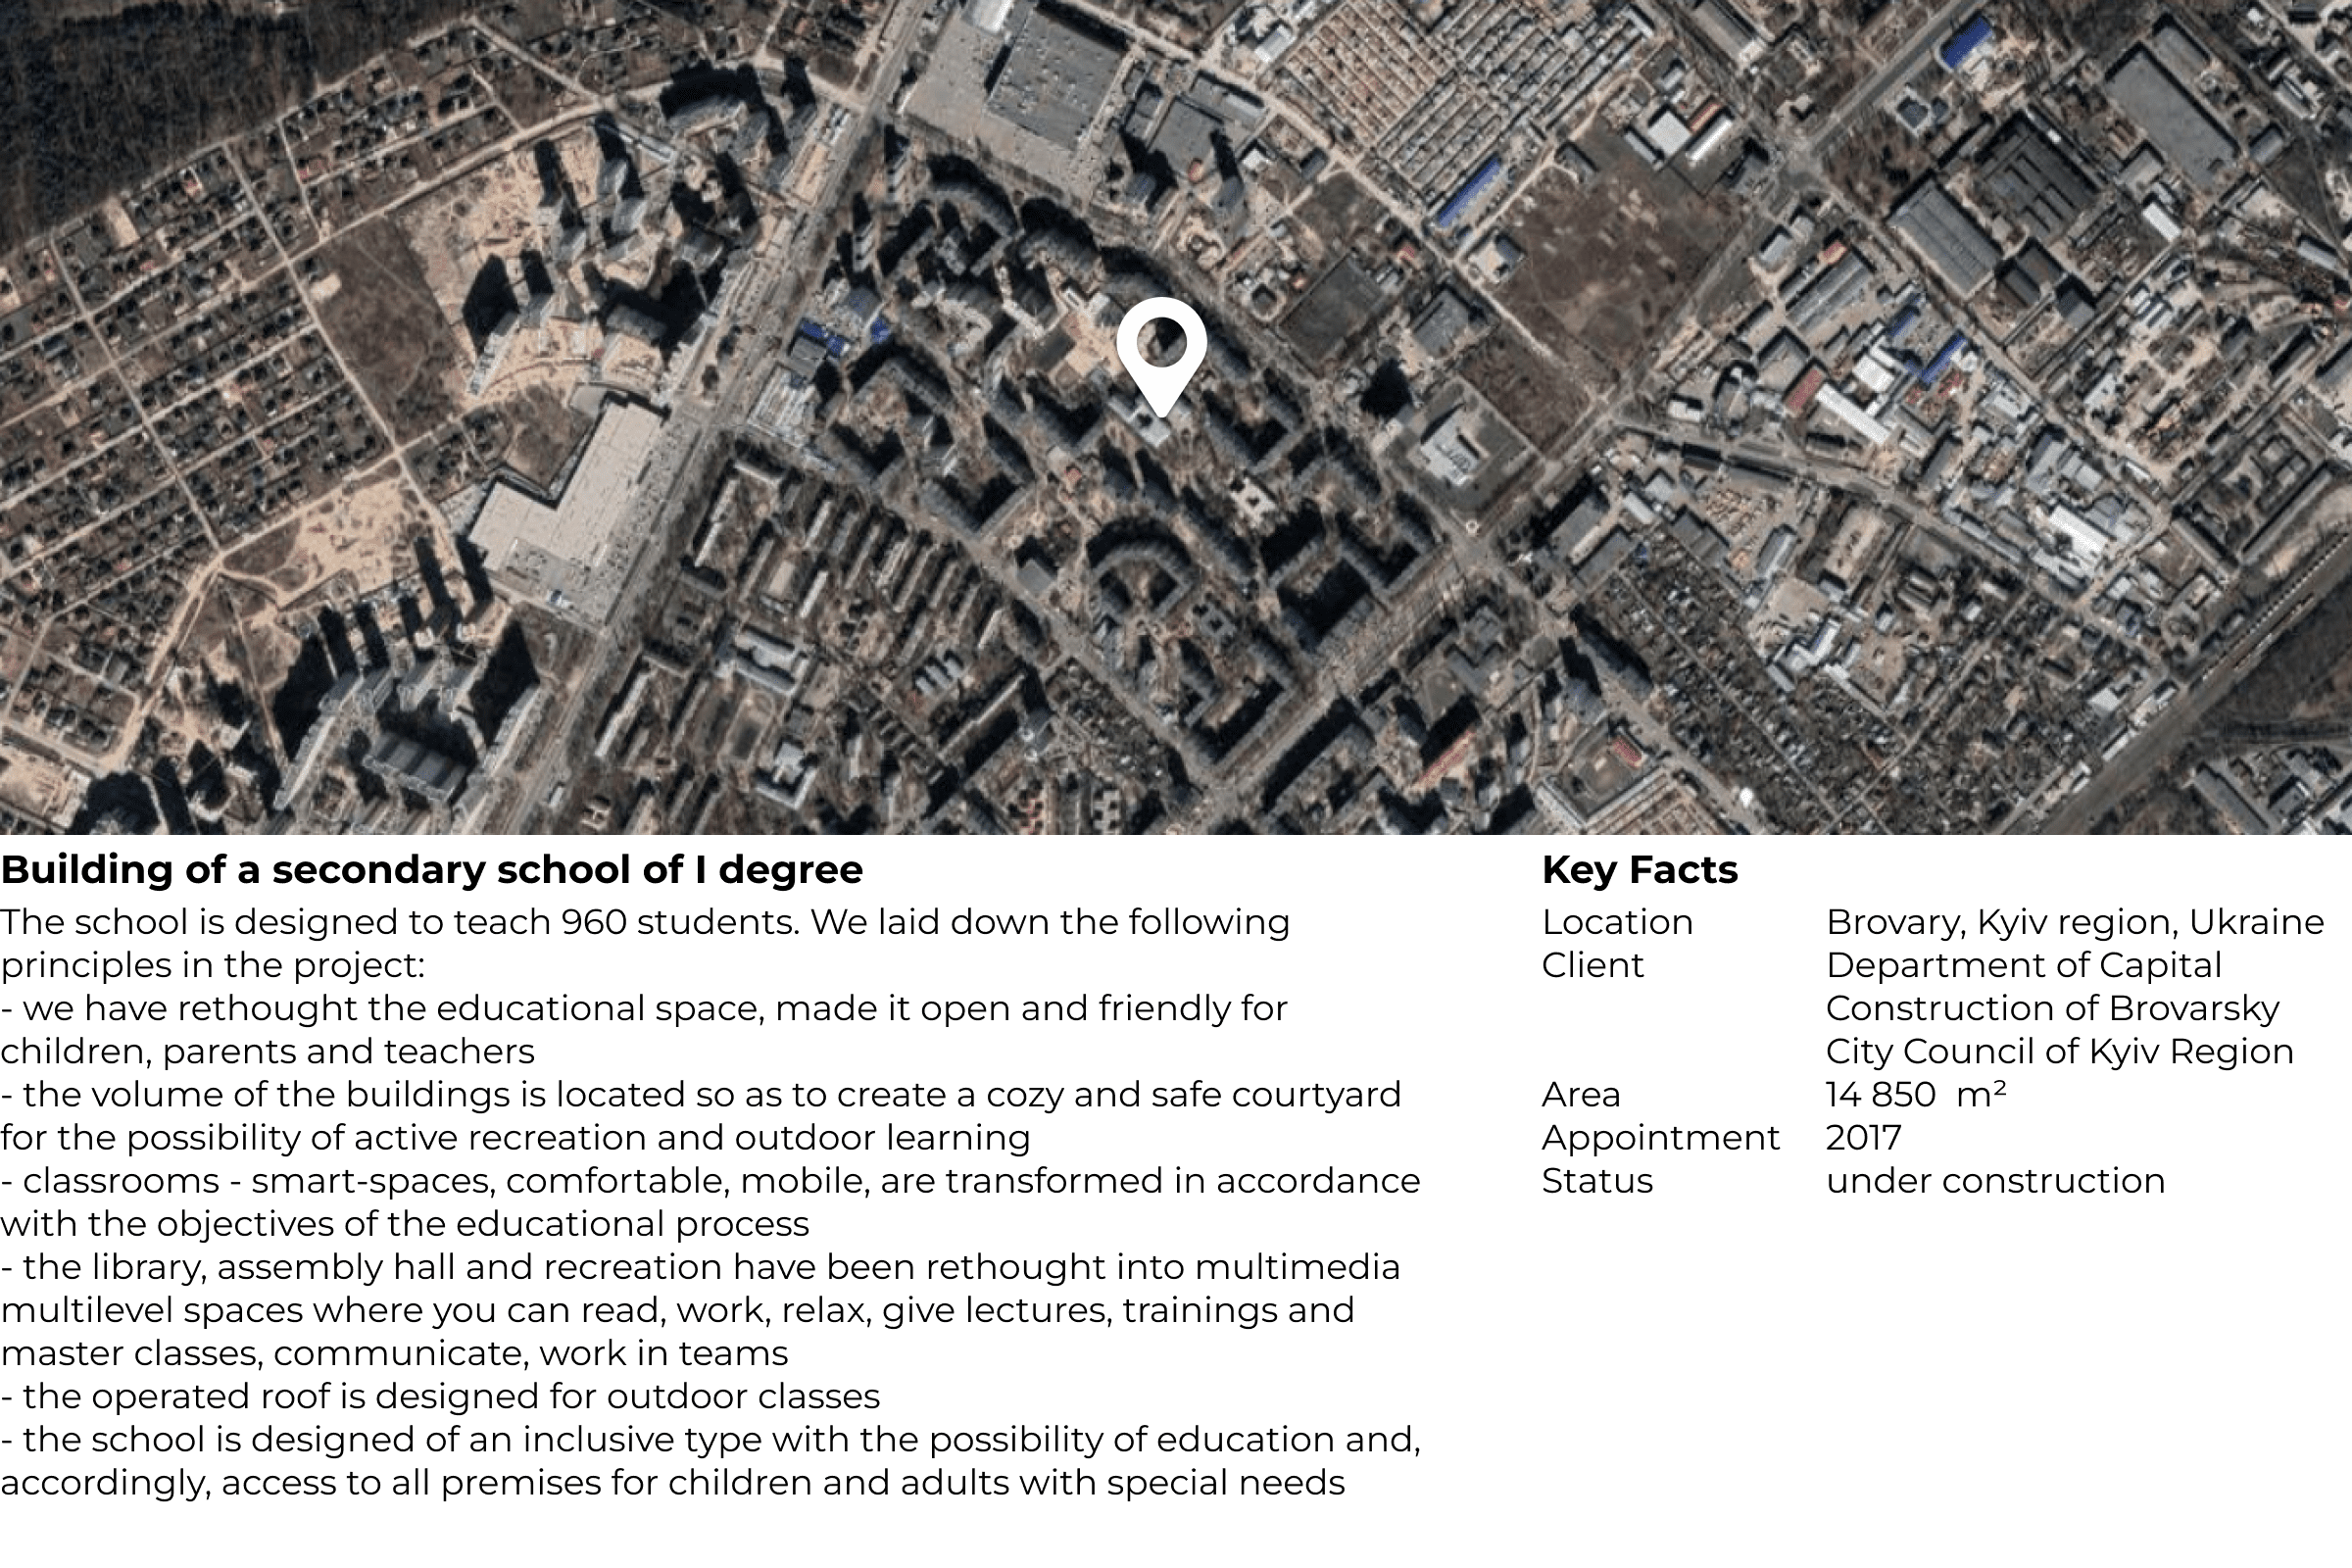 Building of a secondary school of I degree
The school is designed to teach 960 students. We laid down the following
principles in the project:
- we have rethought the educational space, made it open and friendly for
children, parents and teachers
- the volume of the buildings is located so as to create a cozy and safe courtyard
for the possibility of active recreation and outdoor learning
- classrooms - smart-spaces, comfortable, mobile, are transformed in accordance
with the objectives of the educational process
- the library, assembly hall and recreation have been rethought into multimedia
multilevel spaces where you can read, work, relax, give lectures, trainings and
master classes, communicate, work in teams
- the operated roof is designed for outdoor classes
- the school is designed of an inclusive type with the possibility of education and,
accordingly, access to all premises for children and adults with special needs
Key Facts
Location Brovary, Kyiv region, Ukraine
Client Department of Capital
Construction of Brovarsky
City Council of Kyiv Region
Area 14 850 m²
Appointment 2017
Status under construction